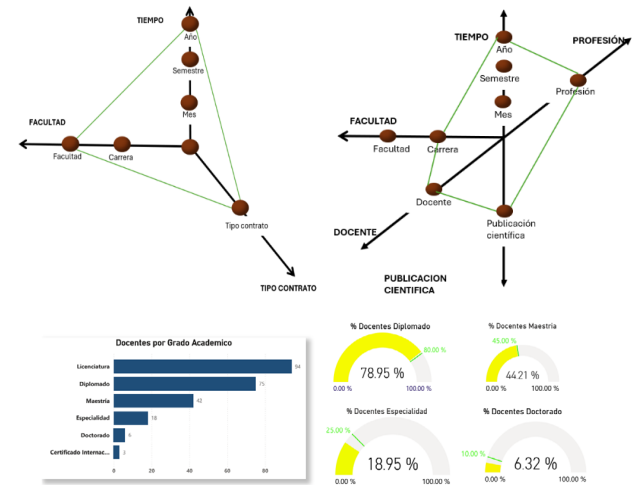 TIEMPO
Año
Semestre
Mes
FACULTAD
Facultad
Carrera
Tipo contrato
TIPO CONTRATO
TIEMPO
Año
PROFESIÓN
Semestre
Profesión
Mes
FACULTAD
Facultad
Carrera
Docente
Publicación
científica
DOCENTE
PUBLICACION
CIENTIFICA
Docentes por Grado Academico
Licenciatura
94
Diplomado
75
Maestría
42
Especialidad
18
Doctorado
Certificado Internac...
3
0
20
40
60
80
% Docentes Diplomado
80.00 %
78.95 %
0.00 %
100.00 %
% Docentes Maestría
45.00 %
44.21 %
0.00 %
100.00 %
% Docentes Especialidad
25.00 %
18.95 %
0.00 %
100.00 %
% Docentes Doctorado
10.00 %
6.32 %
0.00 %
100.00 %